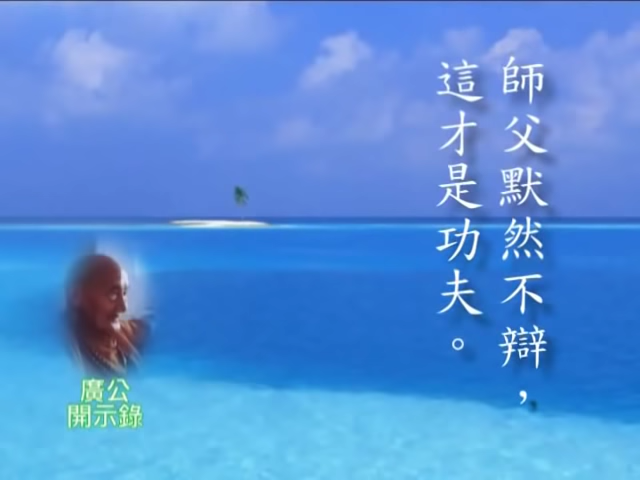 師父默然不辯，
這才是功夫。
廣公
開示錄